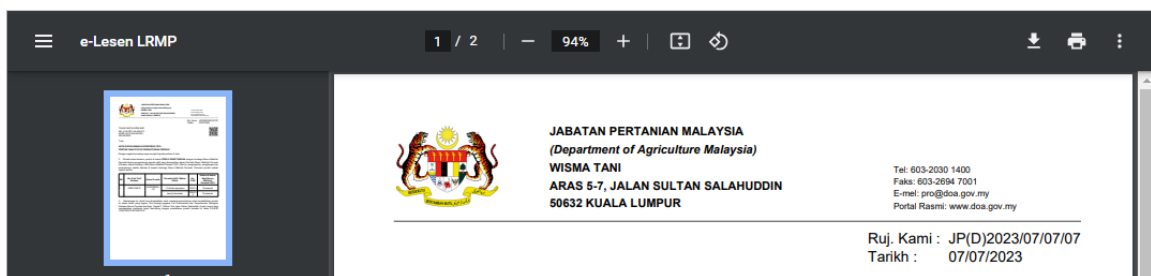 e-Lesen LRMP
1 / 2
94%
JABATAN PERTANIAN MALAYSIA
(Department of Agriculture Malaysia)
WISMA TANI
ARAS 5-7, JALAN SULTAN SALAHUDDIN
50632 KUALA LUMPUR
Tel: 603-2030 1400
Faks: 603-2694 7001
E-mel: pro@doa.gov.my
Portal Rasmi: www.doa.gov.my
Ruj. Kami : JP(D)2023/07/07/07
Tarikh : 07/07/2023